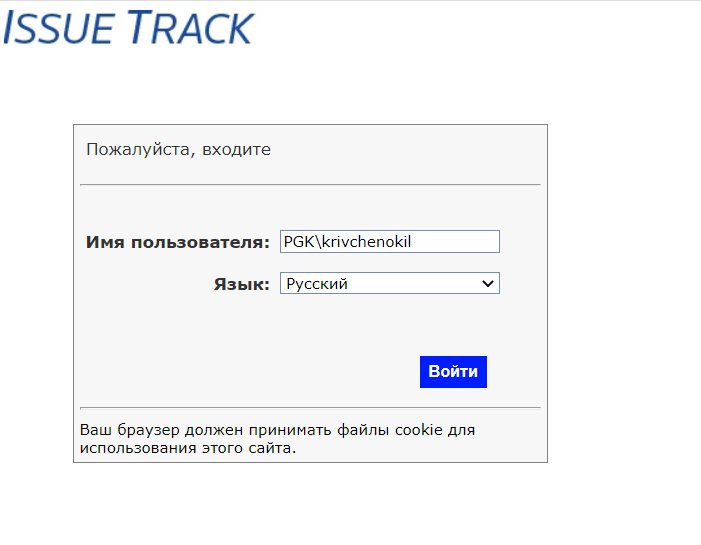 ISSUE TRACK
Пожалуйста, входите
Имя пользователя: PGK\krivchenokil
Язык: Русский
Войти
Ваш браузер должен принимать файлы cookie для
использования этого сайта.